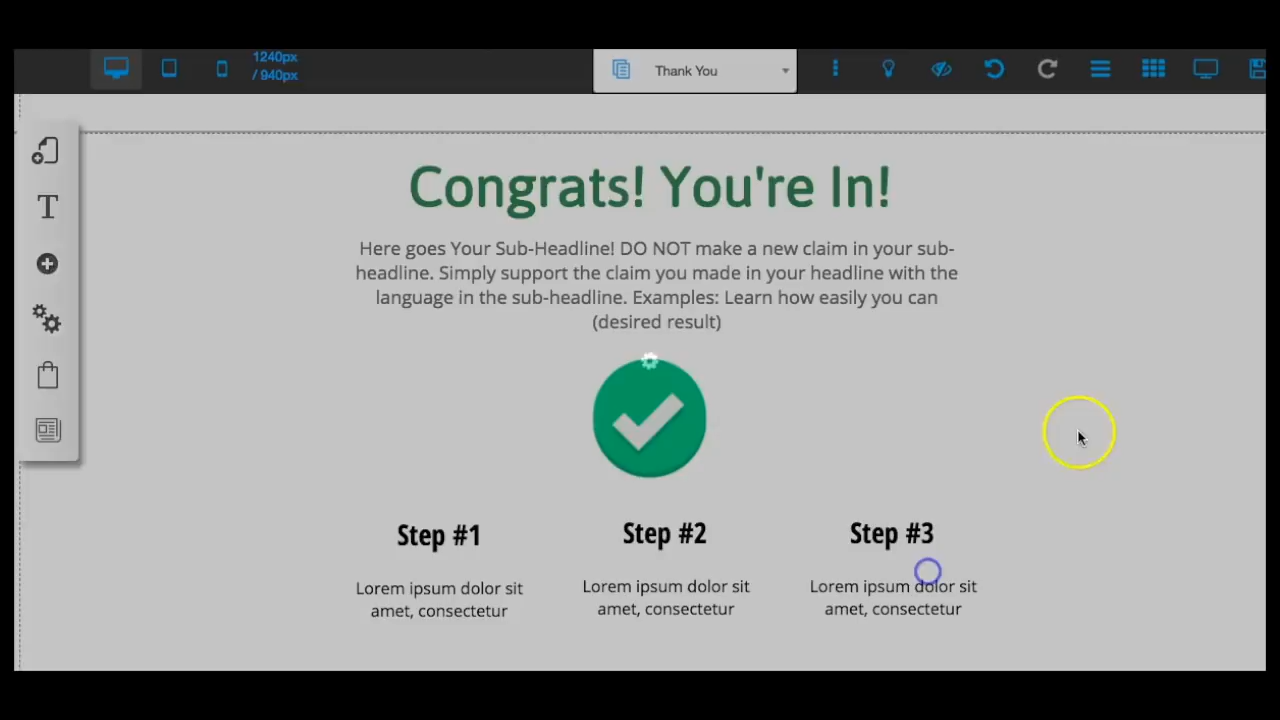 1240px
/ 940px
Thank You
T
Congrats! You're In!
Here goes Your Sub-Headline! DO NOT make a new claim in your sub-
headline. Simply support the claim you made in your headline with the
language in the sub-headline. Examples: Learn how easily you can
(desired result)
Step #1
Step #2
Step #3
Lorem ipsum dolor sit
amet, consectetur
Lorem ipsum dolor sit
amet, consectetur
Lorem ipsum dolor sit
amet, consectetur